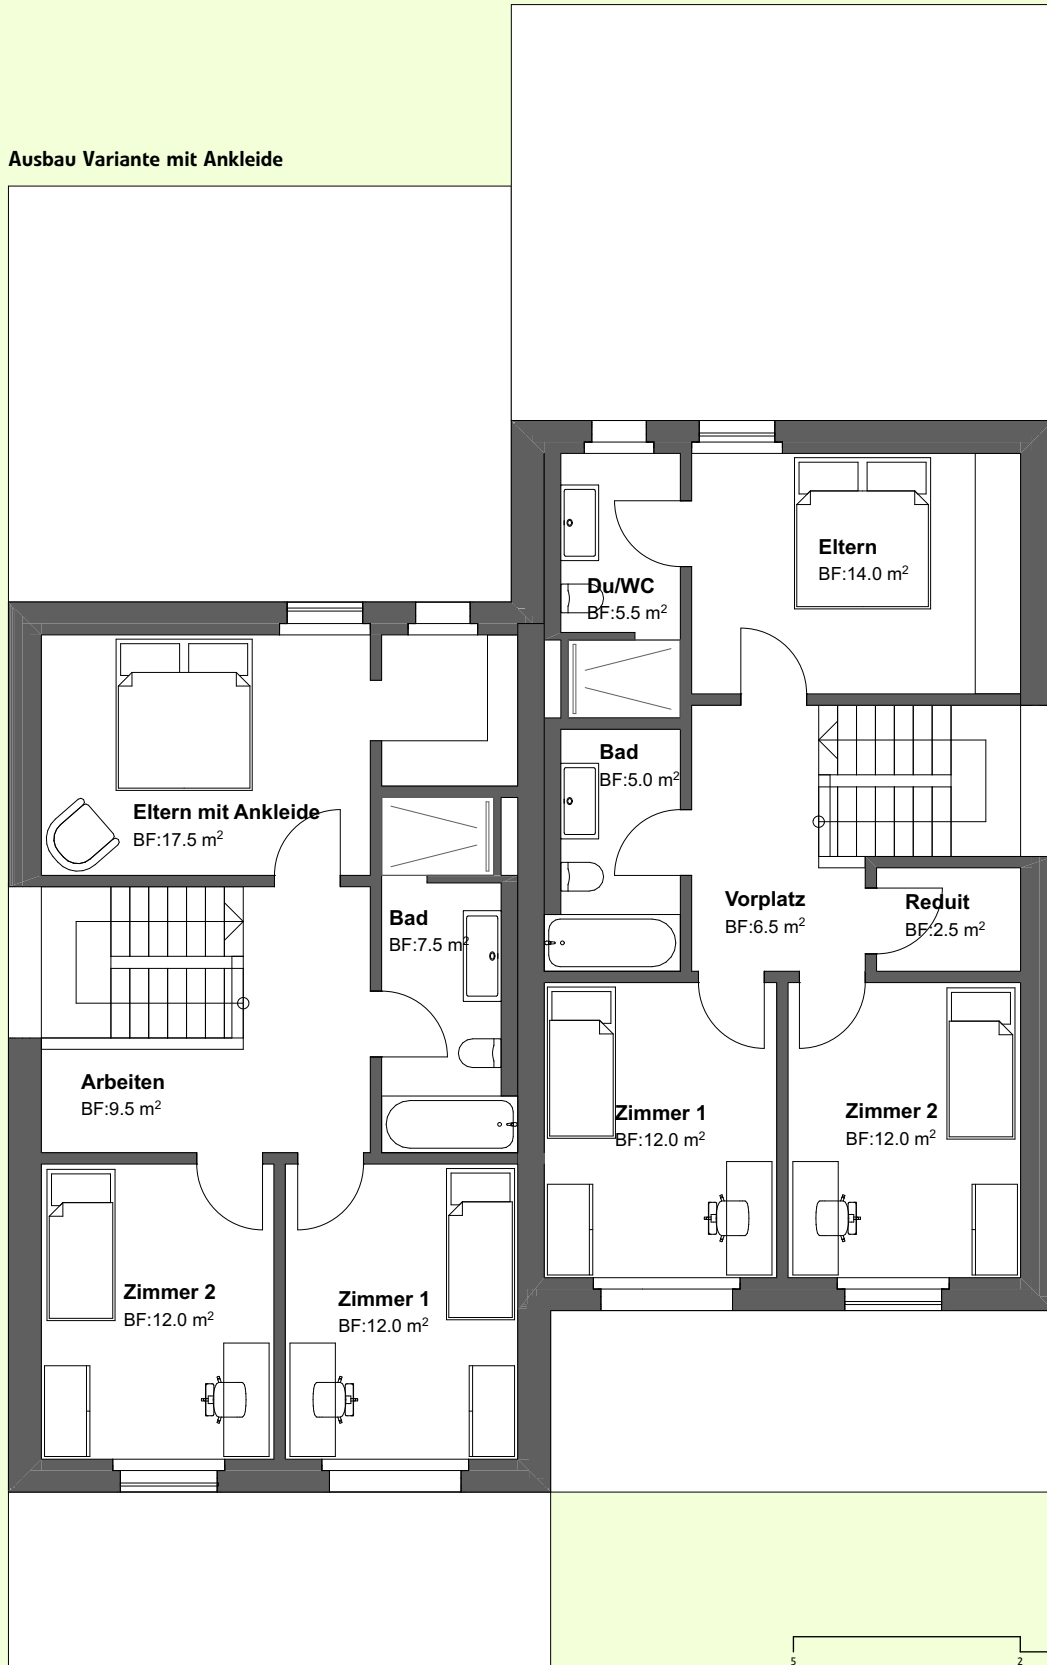 Ausbau Variante mit Ankleide
Eltern
BF:14.0 m²
Du/WC
BF:5.5 m²
Bad
BF:5.0 m²
Eltern mit Ankleide
BF:17.5 m²
Vorplatz
BF:6.5 m²
Reduit
BF:2.5 m²
Bad
BF:7.5 m²
Arbeiten
BF:9.5 m²
Zimmer 1
BF:12.0 m²
Zimmer 2
BF:12.0 m²
Zimmer 2
BF:12.0 m²
Zimmer 1
BF:12.0 m²
5 2